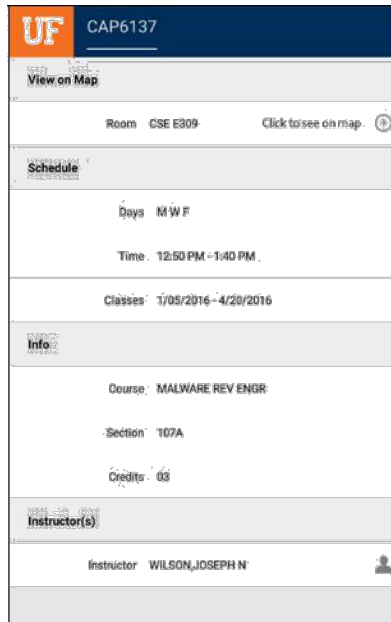 UF CAP6137
View on Map
Room CSE E309 Click to see on map
Schedule
Days M W F
Time 12:50 PM - 1:40 PM
Classes 1/05/2016 - 4/20/2016
Info
Course MALWARE REV ENGR
Section 107A
Credits 03
Instructor(s)
Instructor WILSON,JOSEPH N